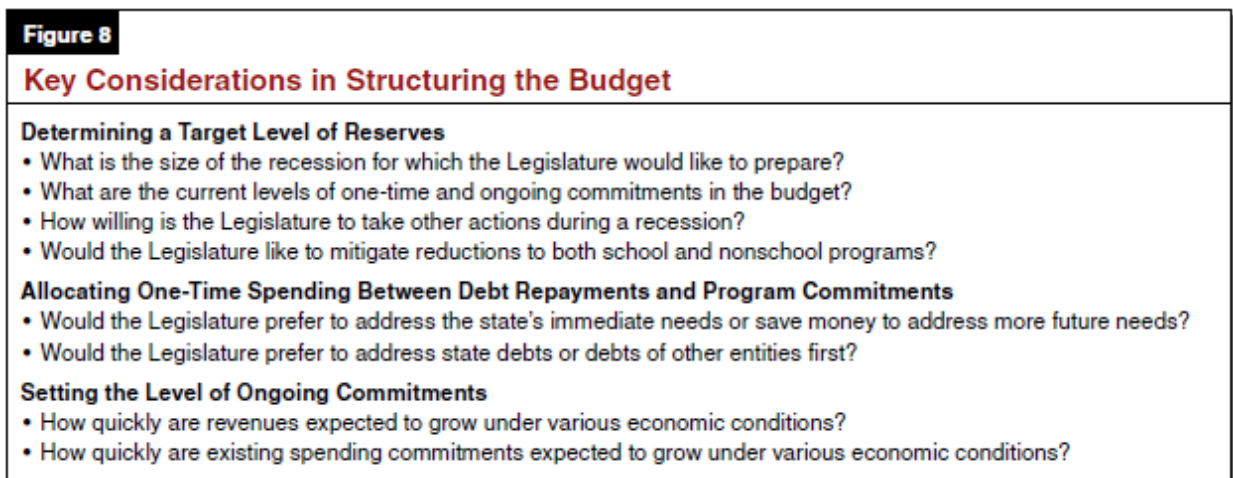 Figure 8
Key Considerations in Structuring the Budget
Determining a Target Level of Reserves
• What is the size of the recession for which the Legislature would like to prepare?
• What are the current levels of one-time and ongoing commitments in the budget?
• How willing is the Legislature to take other actions during a recession?
• Would the Legislature like to mitigate reductions to both school and nonschool programs?
Allocating One-Time Spending Between Debt Repayments and Program Commitments
• Would the Legislature prefer to address the state's immediate needs or save money to address more future needs?
• Would the Legislature prefer to address state debts or debts of other entities first?
Setting the Level of Ongoing Commitments
• How quickly are revenues expected to grow under various economic conditions?
• How quickly are existing spending commitments expected to grow under various economic conditions?